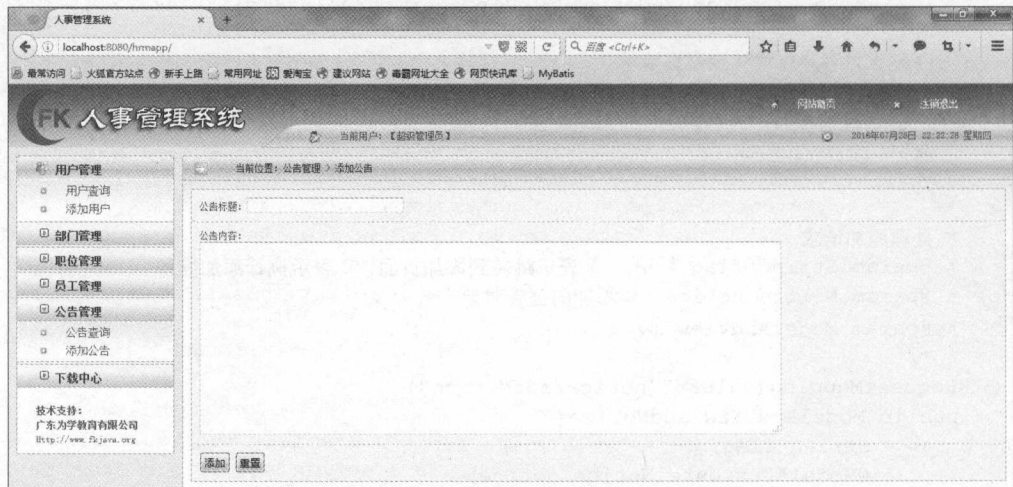 人事管理系统
localhost:8080/hrmapp/
百度 <Ctrl+K>
最常访问 火狐官方站点 新手上路 常用网址 爱淘宝 建议网站 毒霸网址大全 网页快讯库 MyBatis
FK 人事管理系统
网站首页 注销退出
当前用户:【超级管理员】
2016年07月20日 22:22:28 星期四
用户管理
用户查询
添加用户
部门管理
职位管理
员工管理
公告管理
公告查询
添加公告
下载中心
技术支持:
广东为学教育有限公司
Http://www.fkjava.org
当前位置:公告管理 > 添加公告
公告标题:
公告内容:
添加 重置